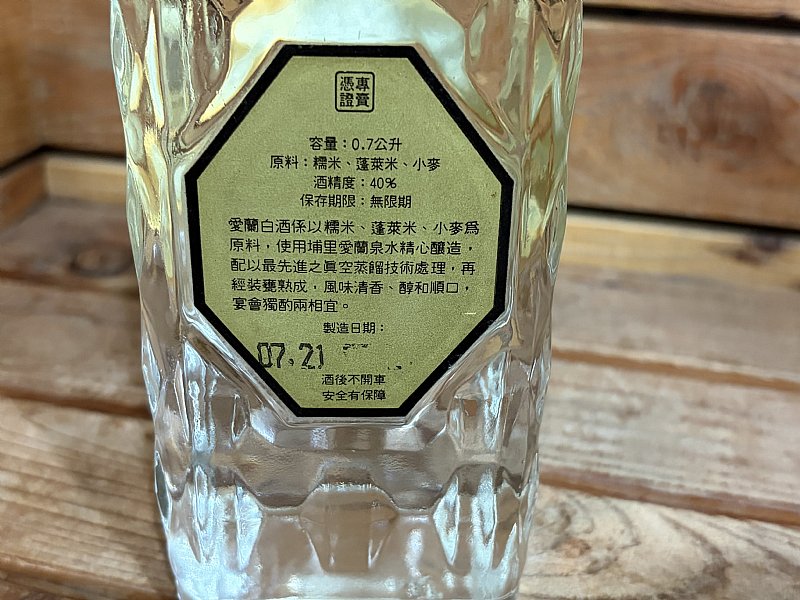 專賣
憑證
容量：0.7公升
原料：糯米、蓬萊米、小麥
酒精度：40%
保存期限：無限期
愛蘭白酒係以糯米、蓬萊米、小麥爲
原料，使用埔里愛蘭泉水精心釀造，
配以最先進之眞空蒸餾技術處理，再
經裝甕熟成，風味清香、醇和順口，
宴會獨酌兩相宜。
製造日期：
07.21
酒後不開車
安全有保障